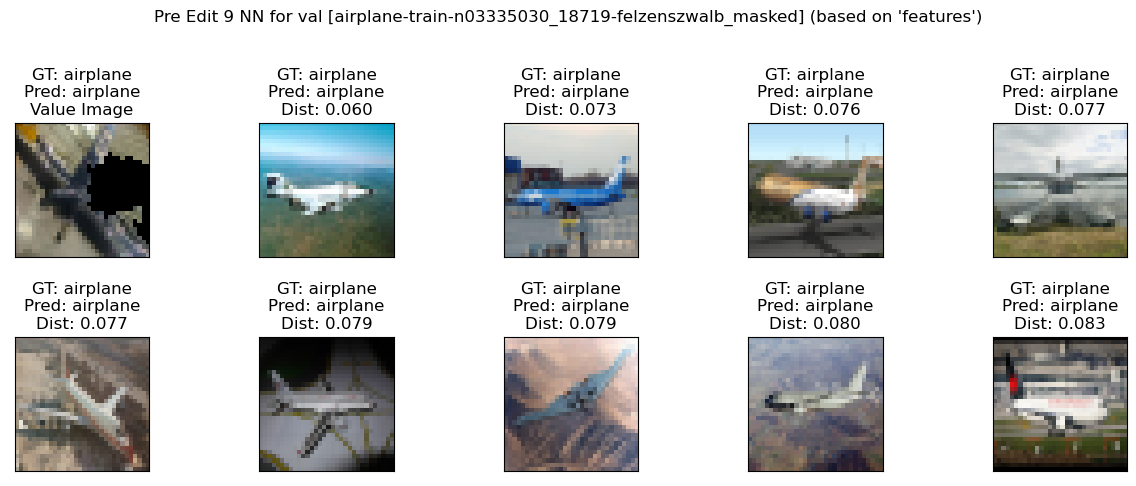 Pre Edit 9 NN for val [airplane-train-n03335030_18719-felzenszwalb_masked] (based on 'features')
GT: airplane
Pred: airplane
Value Image
GT: airplane
Pred: airplane
Dist: 0.060
GT: airplane
Pred: airplane
Dist: 0.073
GT: airplane
Pred: airplane
Dist: 0.076
GT: airplane
Pred: airplane
Dist: 0.077
GT: airplane
Pred: airplane
Dist: 0.077
GT: airplane
Pred: airplane
Dist: 0.079
GT: airplane
Pred: airplane
Dist: 0.079
GT: airplane
Pred: airplane
Dist: 0.080
GT: airplane
Pred: airplane
Dist: 0.083